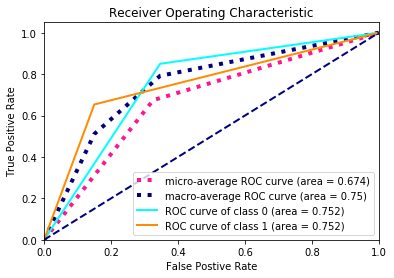 Receiver Operating Characteristic
True Positive Rate
1.0
0.8
0.6
0.4
0.2
0.0
micro-average ROC curve (area = 0.674)
macro-average ROC curve (area = 0.75)
ROC curve of class 0 (area = 0.752)
ROC curve of class 1 (area = 0.752)
0.0 0.2 0.4 0.6 0.8 1.0
False Postive Rate